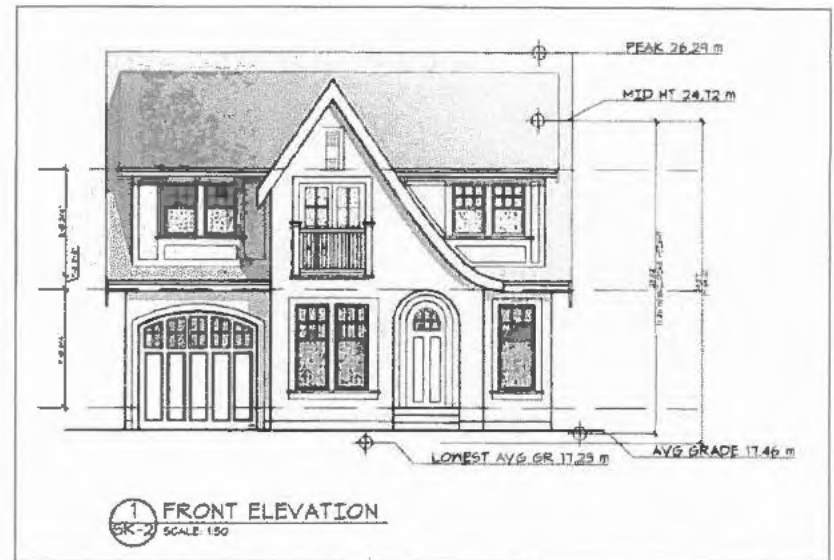 PEAK 26.29 m
MID HT 24.72 m
LOWEST AVG GR 17.25 m
AVG GRADE 17.46 m
1
SK-2
FRONT ELEVATION
SCALE: 1:50